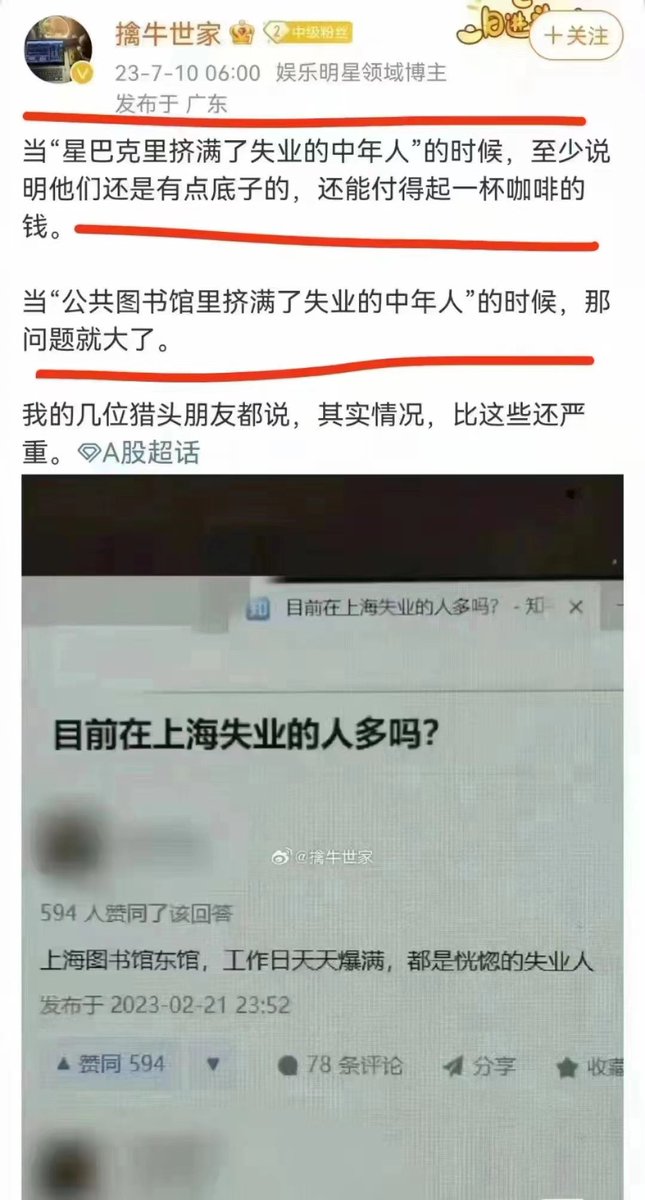 擒牛世家 2 中级粉丝
+关注
23-7-10 06:00 娱乐明星领域博主
发布于 广东
当“星巴克里挤满了失业的中年人”的时候，至少说
明他们还是有点底子的，还能付得起一杯咖啡的
钱。
当“公共图书馆里挤满了失业的中年人”的时候，那
问题就大了。
我的几位猎头朋友都说，其实情况，比这些还严
重。A股超话
知 目前在上海失业的人多吗？ - 知
目前在上海失业的人多吗？
@擒牛世家
594 人赞同了该回答
上海图书馆东馆，工作日天天爆满，都是恍惚的失业人
发布于 2023-02-21 23:52
赞同 594 78 条评论 分享 收藏